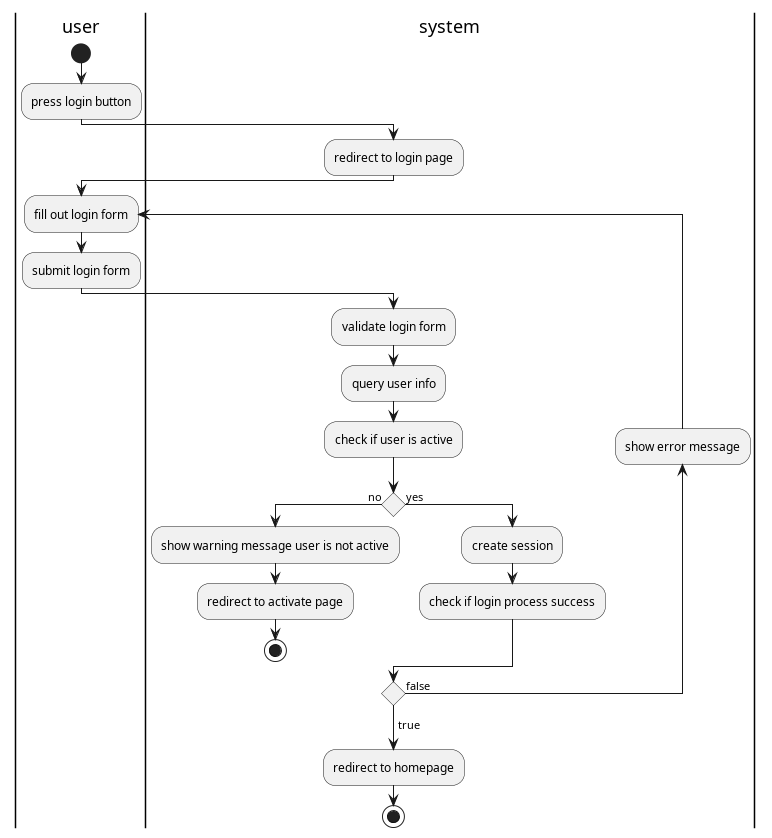 user
system
press login button
redirect to login page
fill out login form
submit login form
validate login form
query user info
check if user is active
show error message
no
yes
show warning message user is not active
create session
redirect to activate page
check if login process success
false
true
redirect to homepage